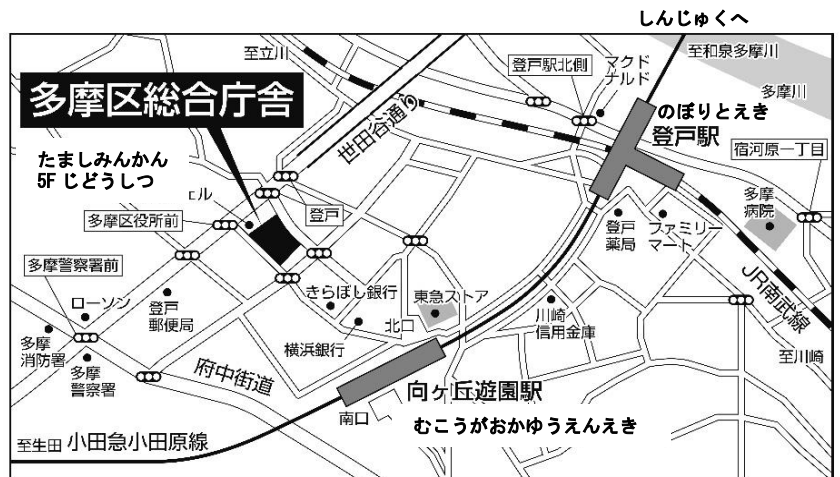 しんじゅくへ
至立川
登戸駅北側
マクド
ナルド
至和泉多摩川
多摩川
多摩区総合庁舎
世田谷通り
のぼりとえき
登戸駅
宿河原一丁目
たましみんかん
5Fじどうしつ
ェル
登戸
多摩区役所前
多摩
病院
登戸
薬局
ファミリー
マート
多摩警察署前
JR南武線
ローソン
登戸
郵便局
きらぼし銀行
東急ストア
北口
横浜銀行
川崎
信用金庫
多摩
消防署
多摩
警察署
府中街道
至川崎
向ヶ丘遊園駅
南口
むこうがおかゆうえんえき
至生田 小田急小田原線